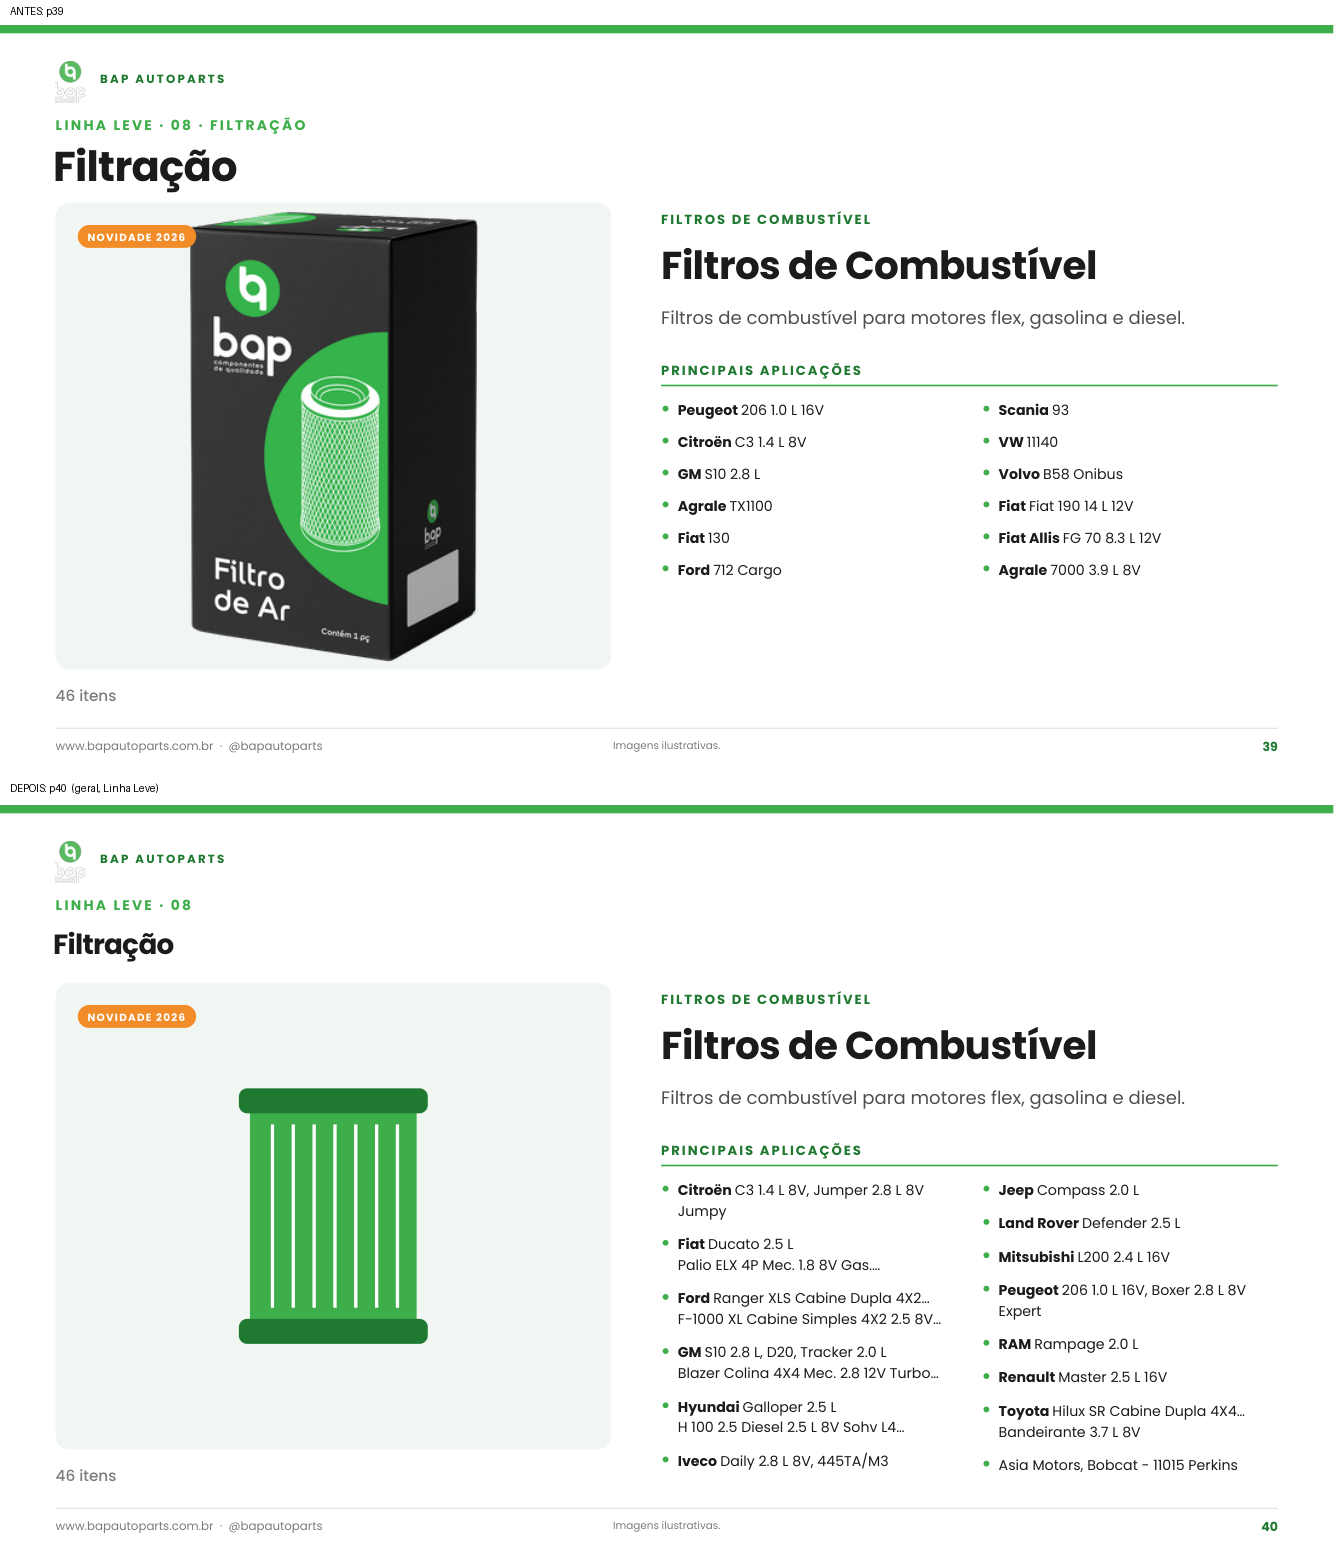 ANTES: p39
BAP AUTOPARTS
bap
LINHA LEVE · 08 · FILTRAÇÃO
Filtração
NOVIDADE 2026
bap
componentes
de qualidade
bap
Filtro
de Ar
Contém 1 pç
46 itens
FILTROS DE COMBUSTÍVEL
Filtros de Combustível
Filtros de combustível para motores flex, gasolina e diesel.
PRINCIPAIS APLICAÇÕES
Peugeot 206 1.0 L 16V
Citroën C3 1.4 L 8V
GM S10 2.8 L
Agrale TX1100
Fiat 130
Ford 712 Cargo
Scania 93
VW 11140
Volvo B58 Onibus
Fiat Fiat 190 14 L 12V
Fiat Allis FG 70 8.3 L 12V
Agrale 7000 3.9 L 8V
www.bapautoparts.com.br · @bapautoparts
Imagens ilustrativas.
39
DEPOIS: p40 (geral, Linha Leve)
BAP AUTOPARTS
bap
LINHA LEVE · 08
Filtração
NOVIDADE 2026
46 itens
FILTROS DE COMBUSTÍVEL
Filtros de Combustível
Filtros de combustível para motores flex, gasolina e diesel.
PRINCIPAIS APLICAÇÕES
Citroën C3 1.4 L 8V, Jumper 2.8 L 8V
Jumpy
Fiat Ducato 2.5 L
Palio ELX 4P Mec. 1.8 8V Gas....
Ford Ranger XLS Cabine Dupla 4X2...
F-1000 XL Cabine Simples 4X2 2.5 8V...
GM S10 2.8 L, D20, Tracker 2.0 L
Blazer Colina 4X4 Mec. 2.8 12V Turbo...
Hyundai Galloper 2.5 L
H 100 2.5 Diesel 2.5 L 8V Sohv L4...
Iveco Daily 2.8 L 8V, 445TA/M3
Jeep Compass 2.0 L
Land Rover Defender 2.5 L
Mitsubishi L200 2.4 L 16V
Peugeot 206 1.0 L 16V, Boxer 2.8 L 8V
Expert
RAM Rampage 2.0 L
Renault Master 2.5 L 16V
Toyota Hilux SR Cabine Dupla 4X4...
Bandeirante 3.7 L 8V
Asia Motors, Bobcat - 11015 Perkins
www.bapautoparts.com.br · @bapautoparts
Imagens ilustrativas.
40